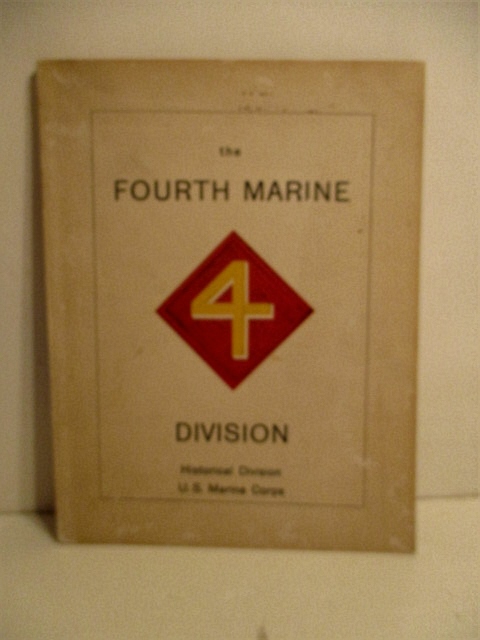 the
FOURTH MARINE
4
DIVISION
Historical Division
U.S. Marine Corps